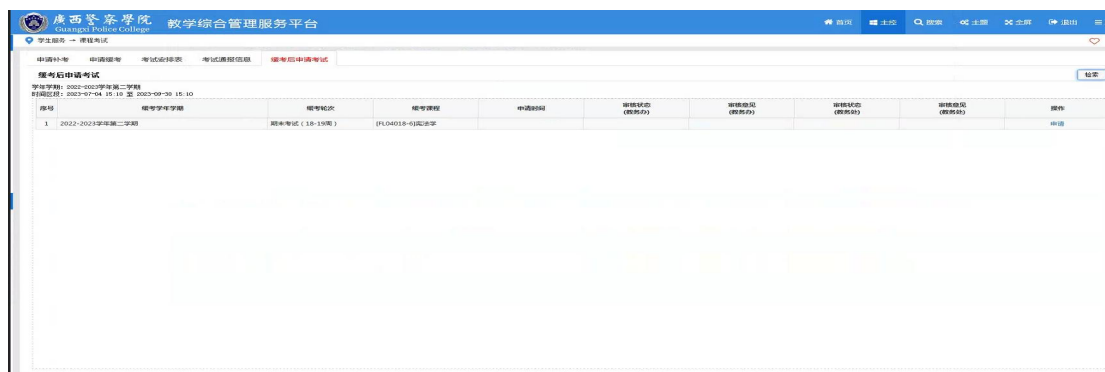 廣西警察学院 教学综合管理服务平台 首页 主控 搜索 主题 全屏 退出
Guangxi Police College
学生服务 → 课程考试
申请补考 申请缓考 考试安排表 考试通报信息 缓考后申请考试
缓考后申请考试 检索
学年学期：2022-2023学年第二学期
时间区段：2023-07-04 15:10 至 2023-09-30 15:10
序号 缓考学年学期 缓考轮次 缓考课程 申请时间 审核状态(教务办) 审核意见(教务办) 审核状态(教务处) 审核意见(教务处) 操作
1 2022-2023学年第二学期 期末考试（18-19周） [FL04018-6]宪法学 申请